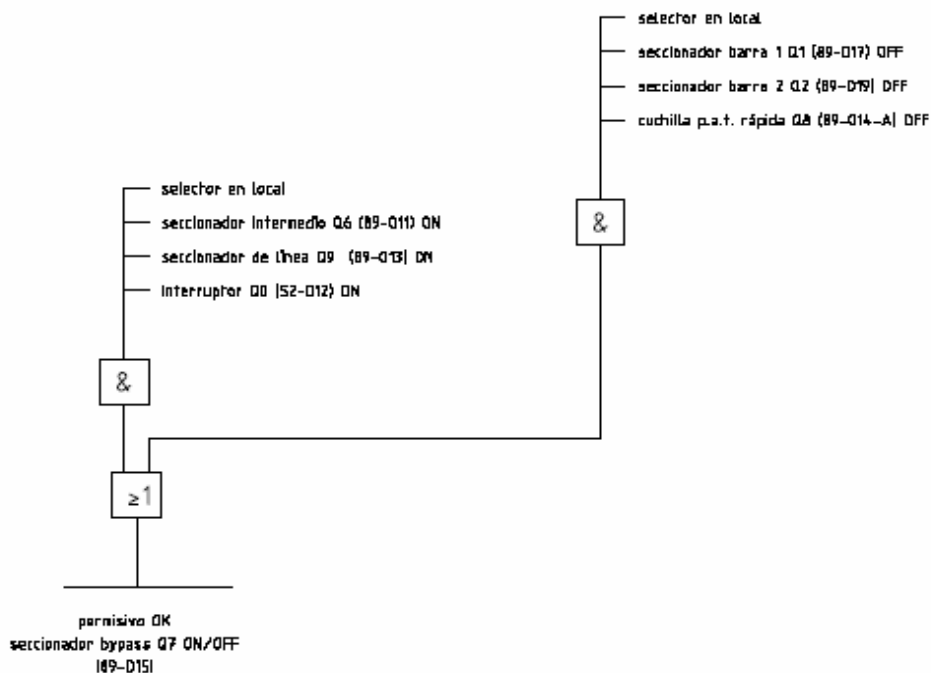 selector en local
seccionador barra 1 Q1 (89-017) OFF
seccionador barra 2 Q2 (89-019) OFF
cuchilla p.a.t. rápida Q8 (89-014-A) OFF
&
selector en local
seccionador intermedio Q6 (89-011) ON
seccionador de línea Q9 (89-013) ON
interruptor Q0 (52-012) ON
&
≥1
permisivo OK
seccionador bypass Q7 ON/OFF
(89-015)